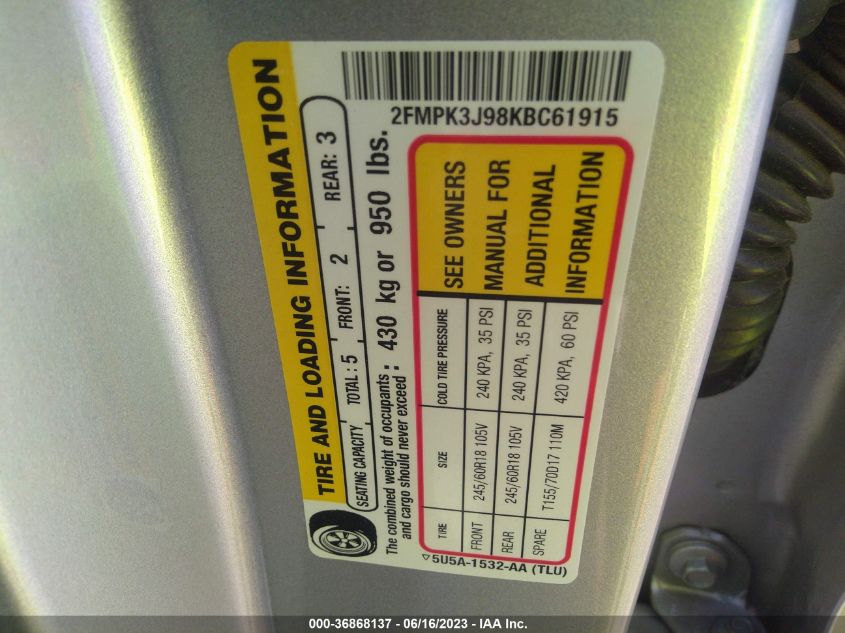 TIRE AND LOADING INFORMATION
SEATING CAPACITY TOTAL: 5 FRONT: 2 REAR: 3
The combined weight of occupants : 430 kg or 950 lbs.
and cargo should never exceed :
TIRE SIZE COLD TIRE PRESSURE
FRONT 245/60R18 105V 240 KPA, 35 PSI
REAR 245/60R18 105V 240 KPA, 35 PSI
SPARE T155/70D17 110M 420 KPA, 60 PSI
SEE OWNERS
MANUAL FOR
ADDITIONAL
INFORMATION
5U5A-1532-AA (TLU)
2FMPK3J98KBC61915
000-36868137 - 06/16/2023 - IAA Inc.